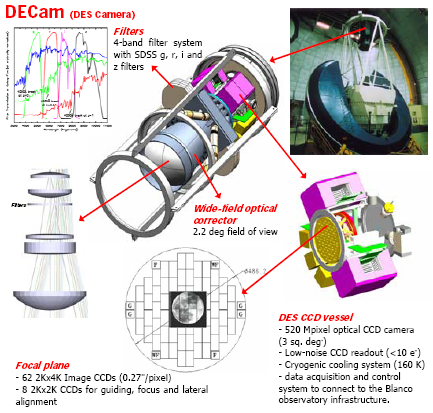 DECam (DES Camera)
Filters
4-band filter system
with SDSS g, r, i and
z filters
Filters
Wide-field optical
corrector
2.2 deg field of view
Focal plane
- 62 2Kx4K Image CCDs (0.27"/pixel)
- 8 2Kx2K CCDs for guiding, focus and lateral
alignment
DES CCD vessel
- 520 Mpixel optical CCD camera
(3 sq. deg-)
- Low-noise CCD readout (<10 e-)
- Cryogenic cooling system (160 K)
- data acquisition and control
system to connect to the Blanco
observatory infrastructure.